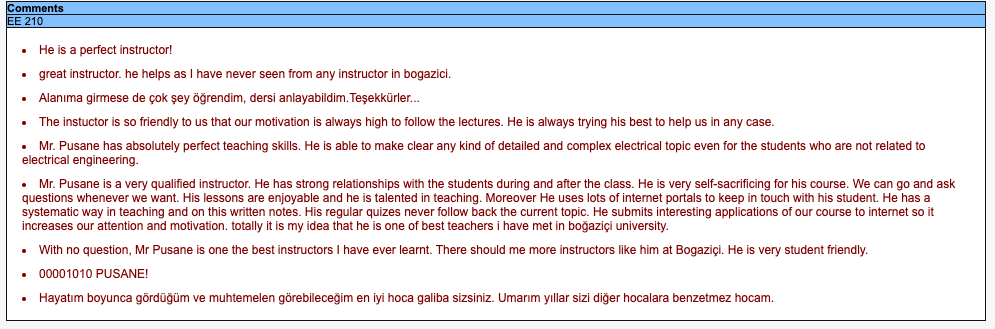 Comments
EE 210
• He is a perfect instructor!
• great instructor. he helps as I have never seen from any instructor in bogazici.
• Alanıma girmese de çok şey öğrendim, dersi anlayabildim.Teşekkürler...
• The instuctor is so friendly to us that our motivation is always high to follow the lectures. He is always trying his best to help us in any case.
• Mr. Pusane has absolutely perfect teaching skills. He is able to make clear any kind of detailed and complex electrical topic even for the students who are not related to
electrical engineering.
• Mr. Pusane is a very qualified instructor. He has strong relationships with the students during and after the class. He is very self-sacrificing for his course. We can go and ask
questions whenever we want. His lessons are enjoyable and he is talented in teaching. Moreover He uses lots of internet portals to keep in touch with his student. He has a
systematic way in teaching and on this written notes. His regular quizes never follow back the current topic. He submits interesting applications of our course to internet so it
increases our attention and motivation. totally it is my idea that he is one of best teachers i have met in boğaziçi university.
• With no question, Mr Pusane is one the best instructors I have ever learnt. There should me more instructors like him at Bogaziçi. He is very student friendly.
• 00001010 PUSANE!
• Hayatım boyunca gördüğüm ve muhtemelen görebileceğim en iyi hoca galiba sizsiniz. Umarım yıllar sizi diğer hocalara benzetmez hocam.